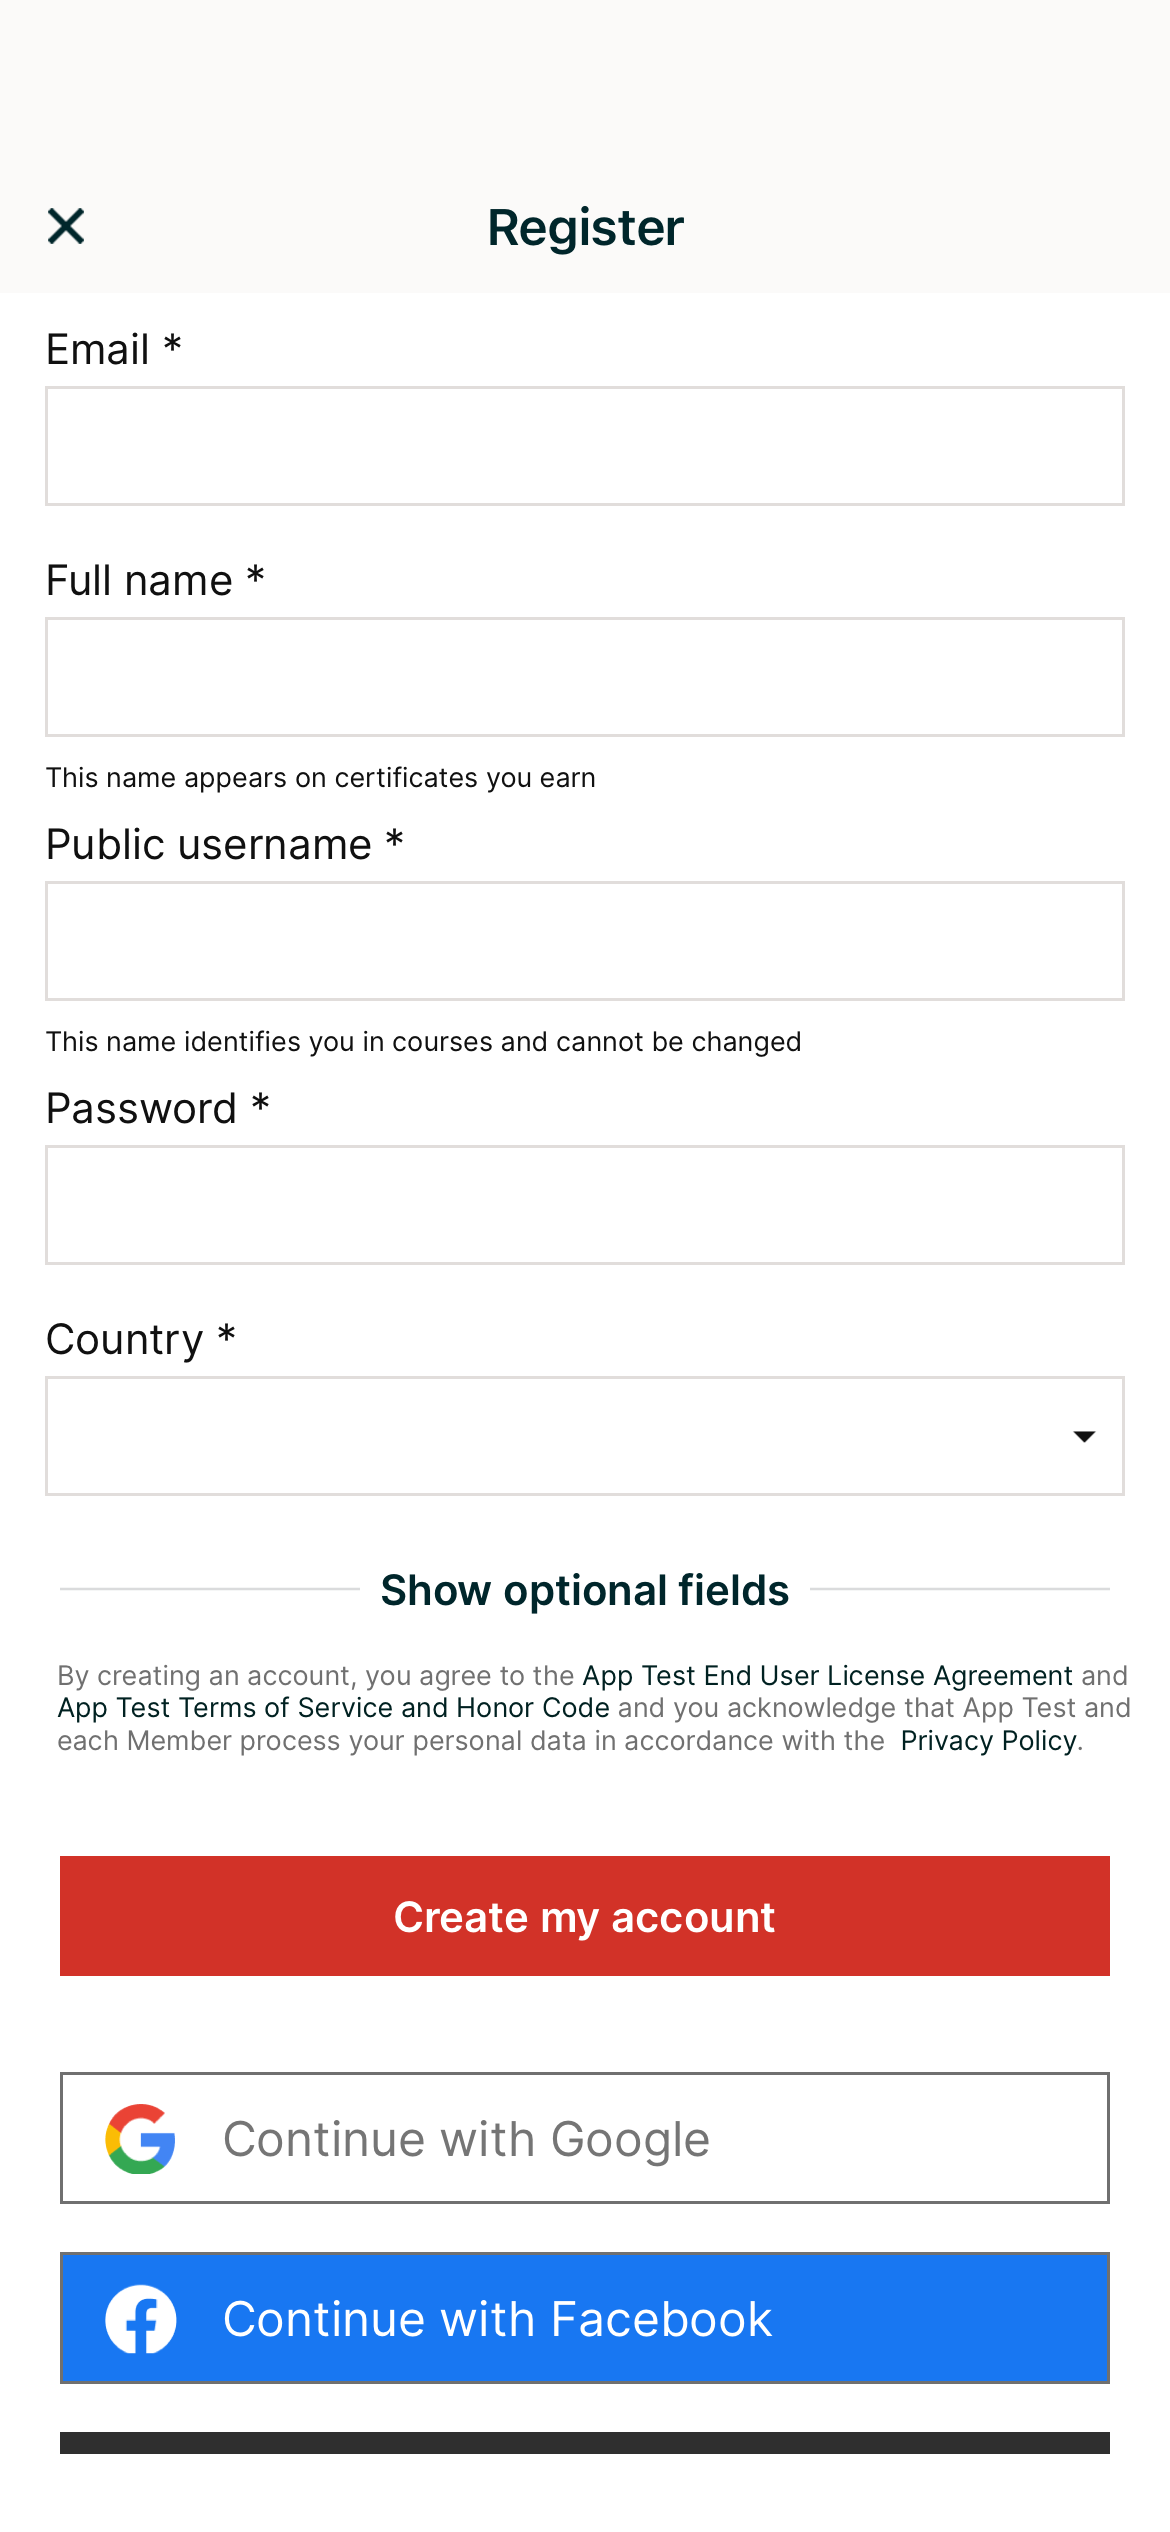 Register
Email *
Full name *
This name appears on certificates you earn
Public username *
This name identifies you in courses and cannot be changed
Password *
Country *
Show optional fields
By creating an account, you agree to the App Test End User License Agreement and
App Test Terms of Service and Honor Code and you acknowledge that App Test and
each Member process your personal data in accordance with the Privacy Policy.
Create my account
Continue with Google
Continue with Facebook